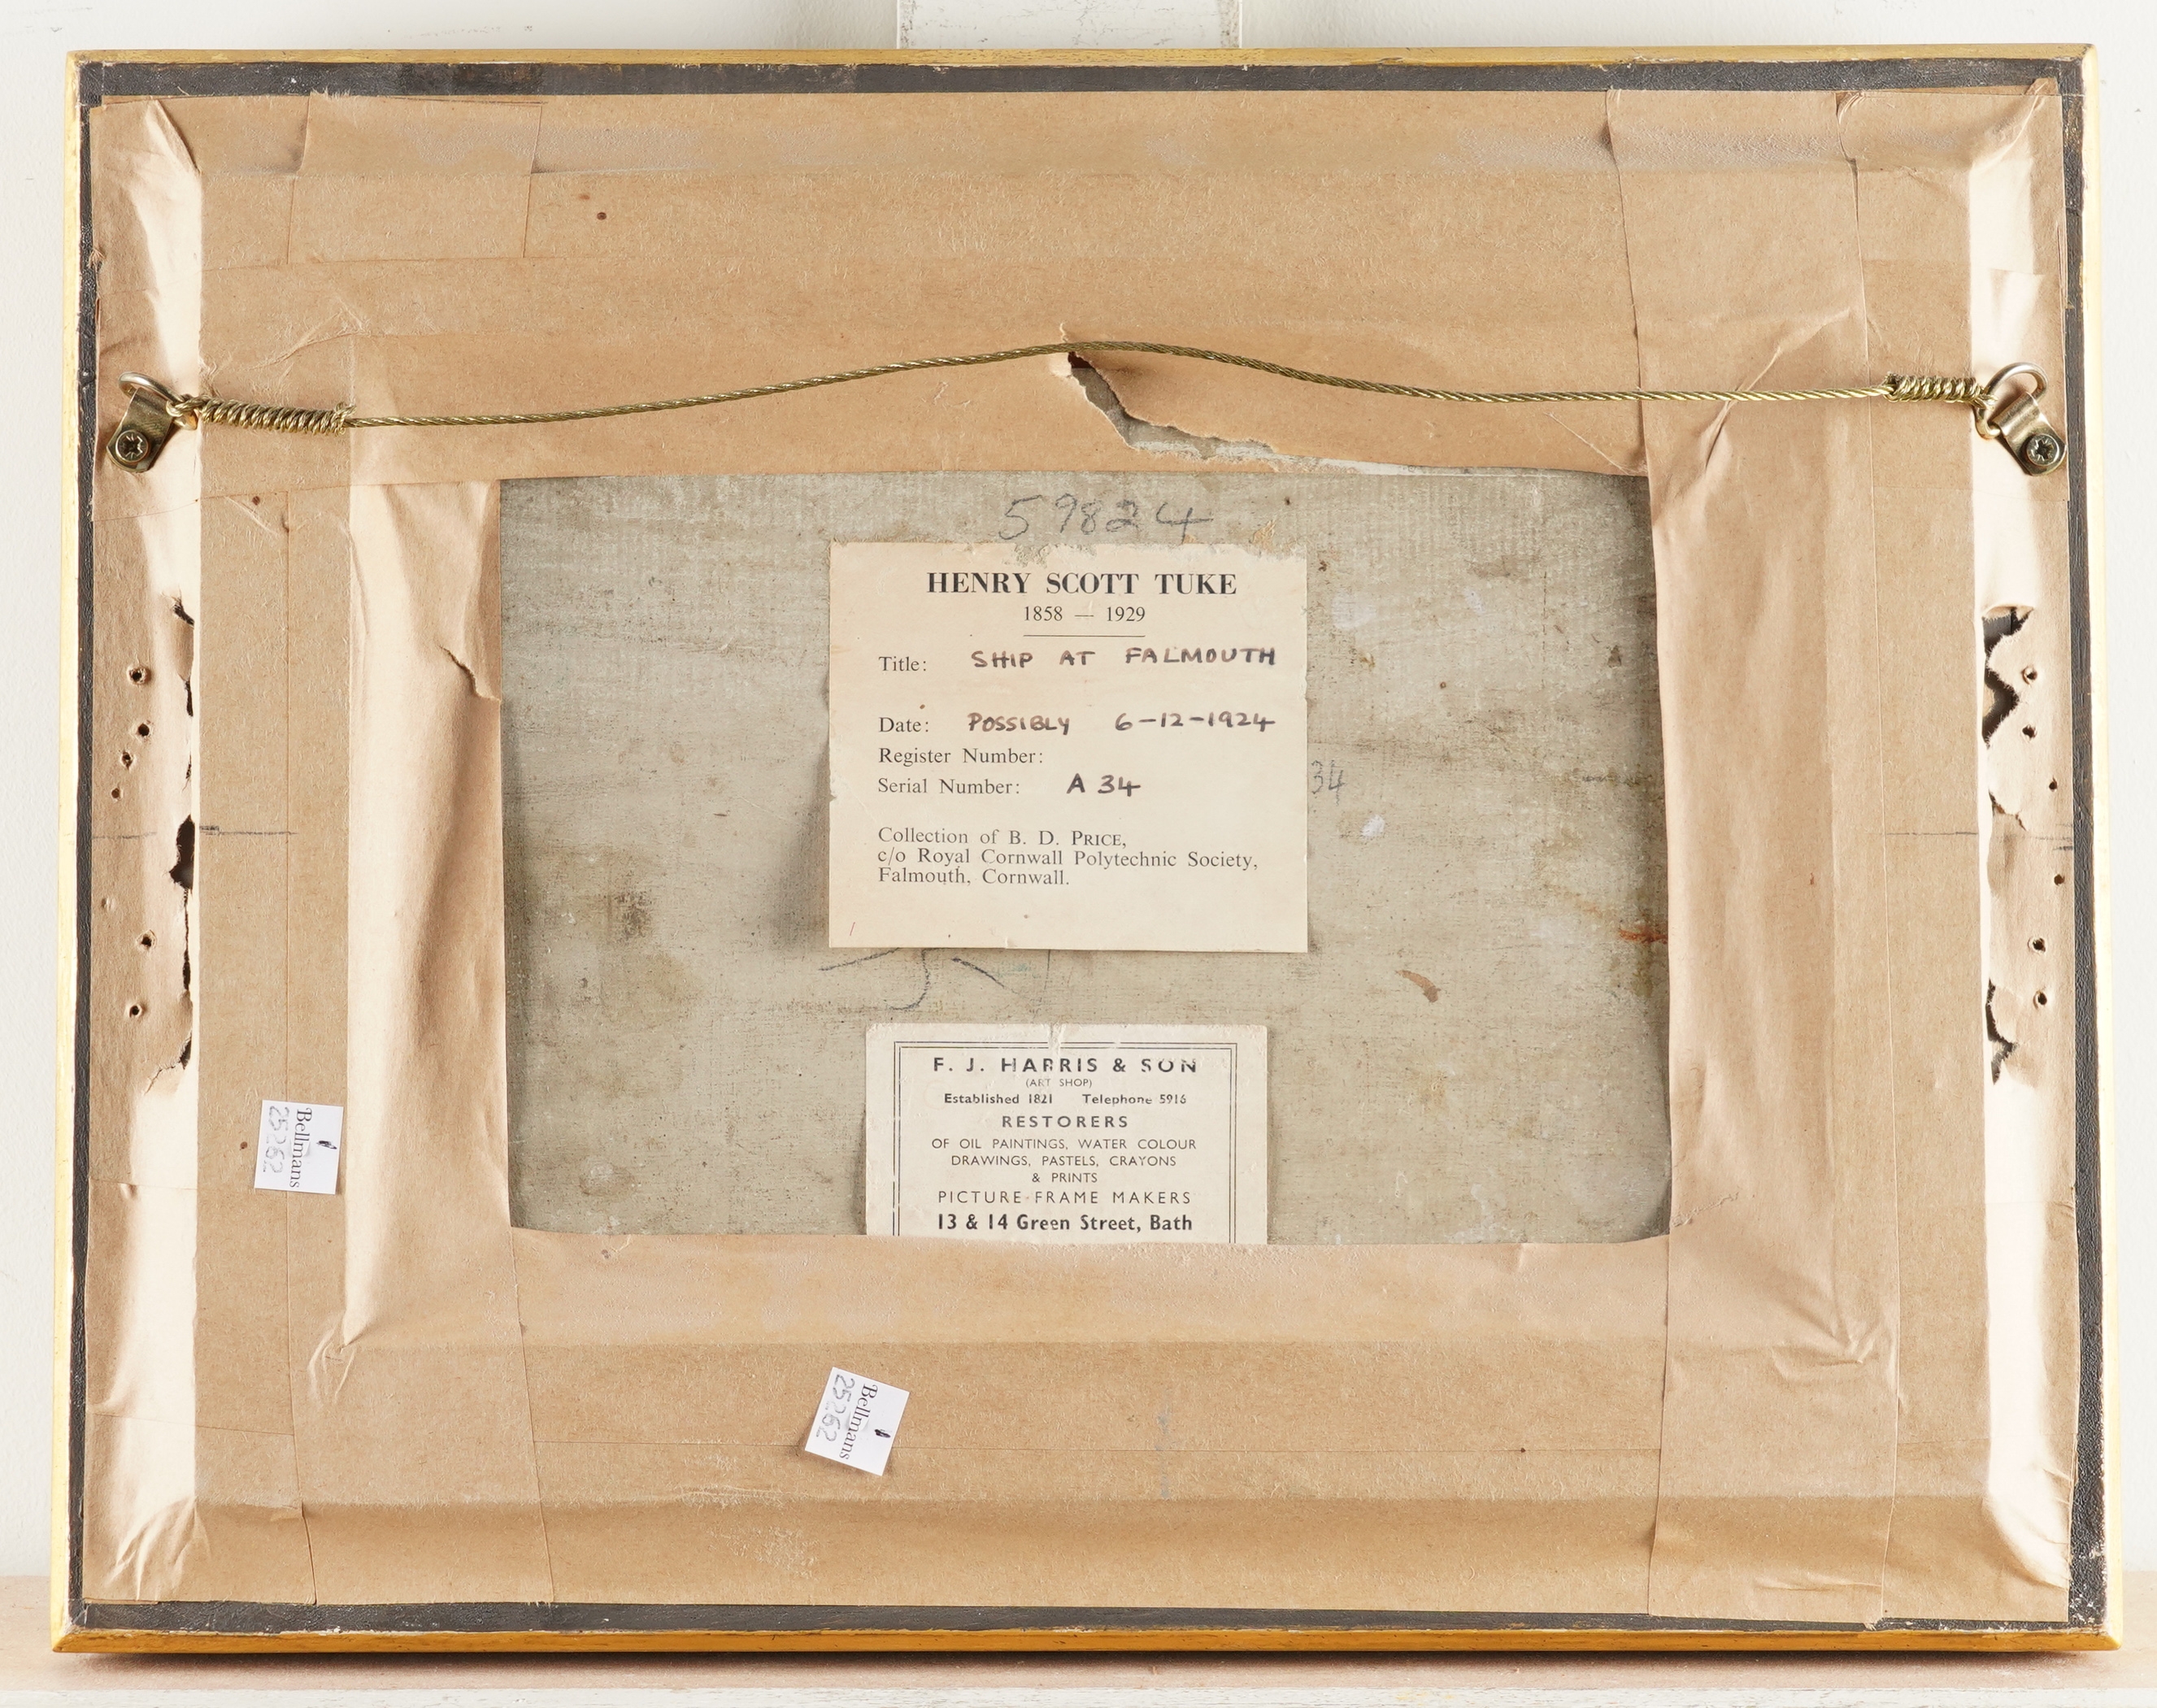 59824
HENRY SCOTT TUKE
1858 — 1929
Title: SHIP AT FALMOUTH
Date: POSSIBLY 6-12-1924
Register Number:
Serial Number: A 34
34
Collection of B. D. PRICE,
c/o Royal Cornwall Polytechnic Society,
Falmouth, Cornwall.
F. J. HARRIS & SON
(ART SHOP)
Established 1821 Telephone 5916
RESTORERS
OF OIL PAINTINGS, WATER COLOUR
DRAWINGS, PASTELS, CRAYONS
& PRINTS
PICTURE-FRAME MAKERS
13 & 14 Green Street, Bath
Bellmans
25262
Bellmans
25262